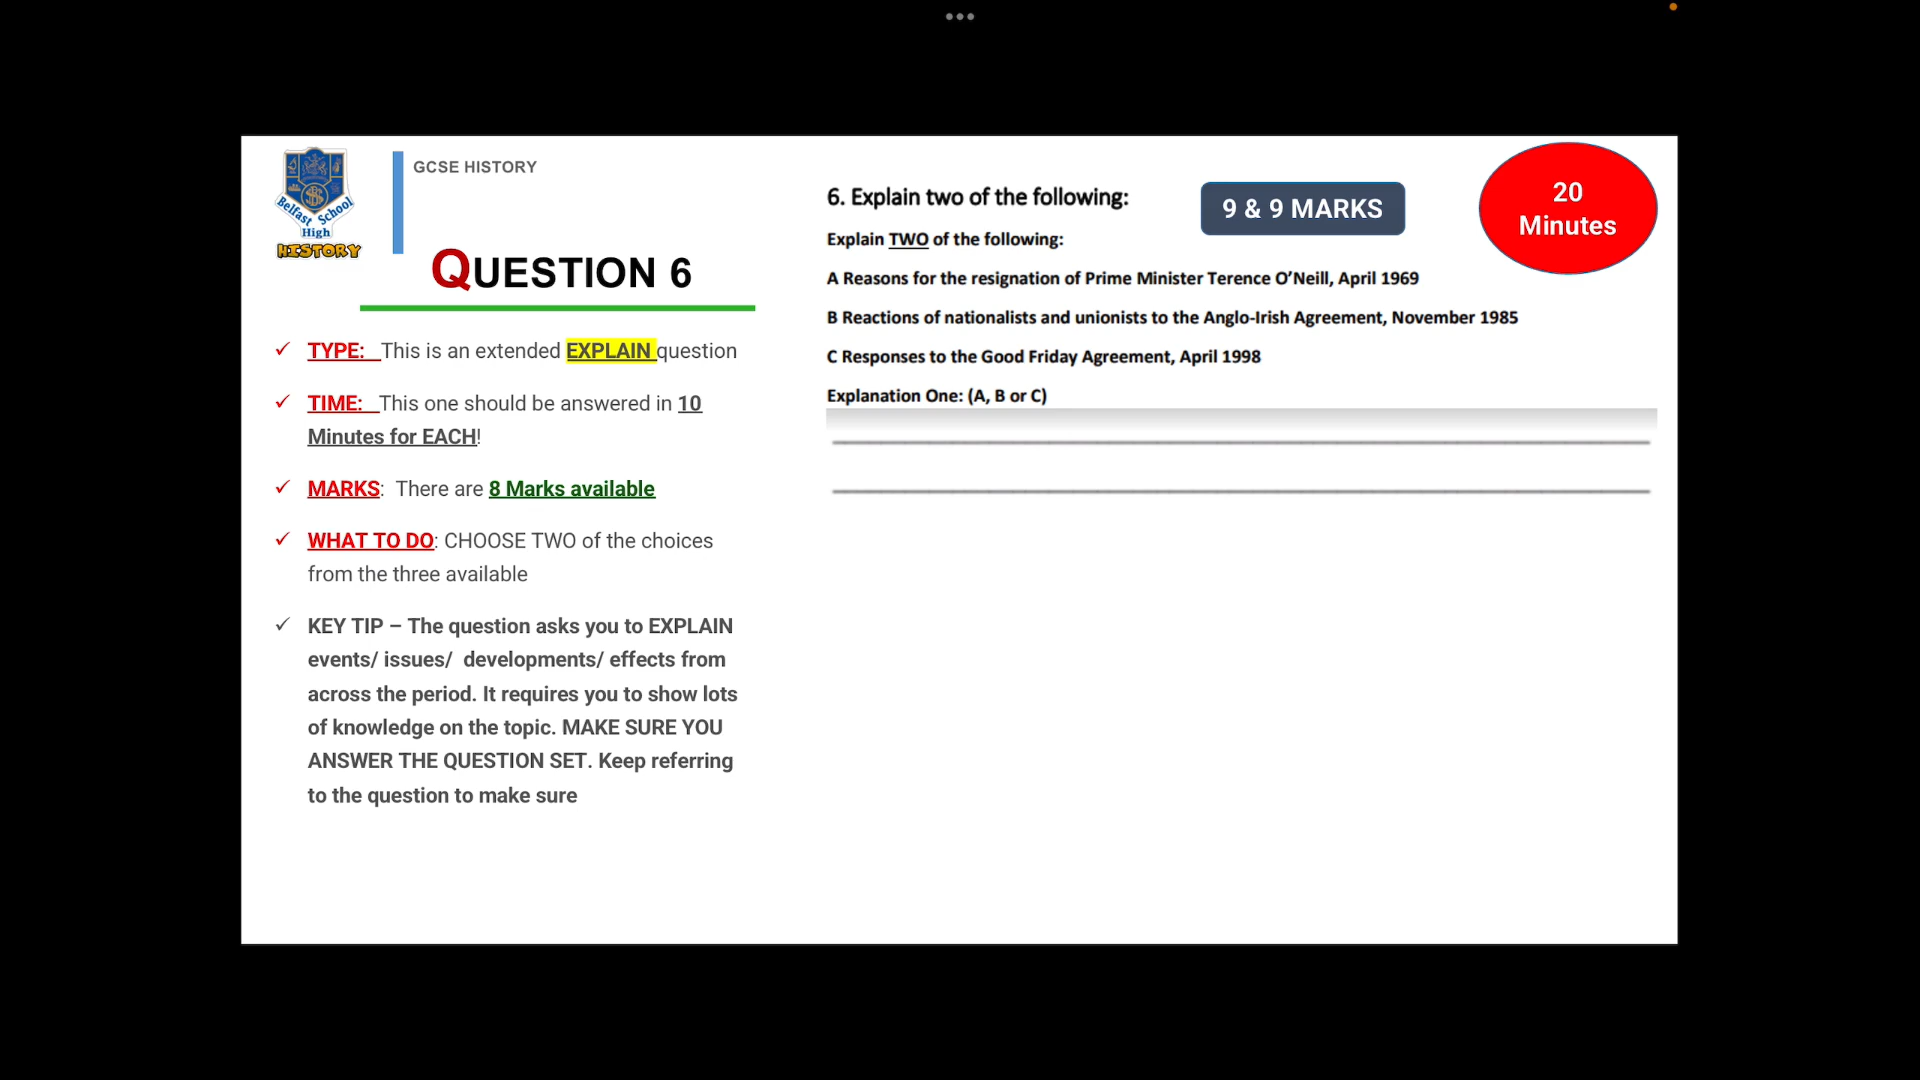 Belfast School
High
HISTORY
GCSE HISTORY
QUESTION 6
✓ TYPE: This is an extended EXPLAIN question
✓ TIME: This one should be answered in 10
Minutes for EACH!
✓ MARKS: There are 8 Marks available
✓ WHAT TO DO: CHOOSE TWO of the choices
from the three available
✓ KEY TIP – The question asks you to EXPLAIN
events/ issues/ developments/ effects from
across the period. It requires you to show lots
of knowledge on the topic. MAKE SURE YOU
ANSWER THE QUESTION SET. Keep referring
to the question to make sure
6. Explain two of the following:
9 & 9 MARKS
20
Minutes
Explain TWO of the following:
A Reasons for the resignation of Prime Minister Terence O’Neill, April 1969
B Reactions of nationalists and unionists to the Anglo-Irish Agreement, November 1985
C Responses to the Good Friday Agreement, April 1998
Explanation One: (A, B or C)